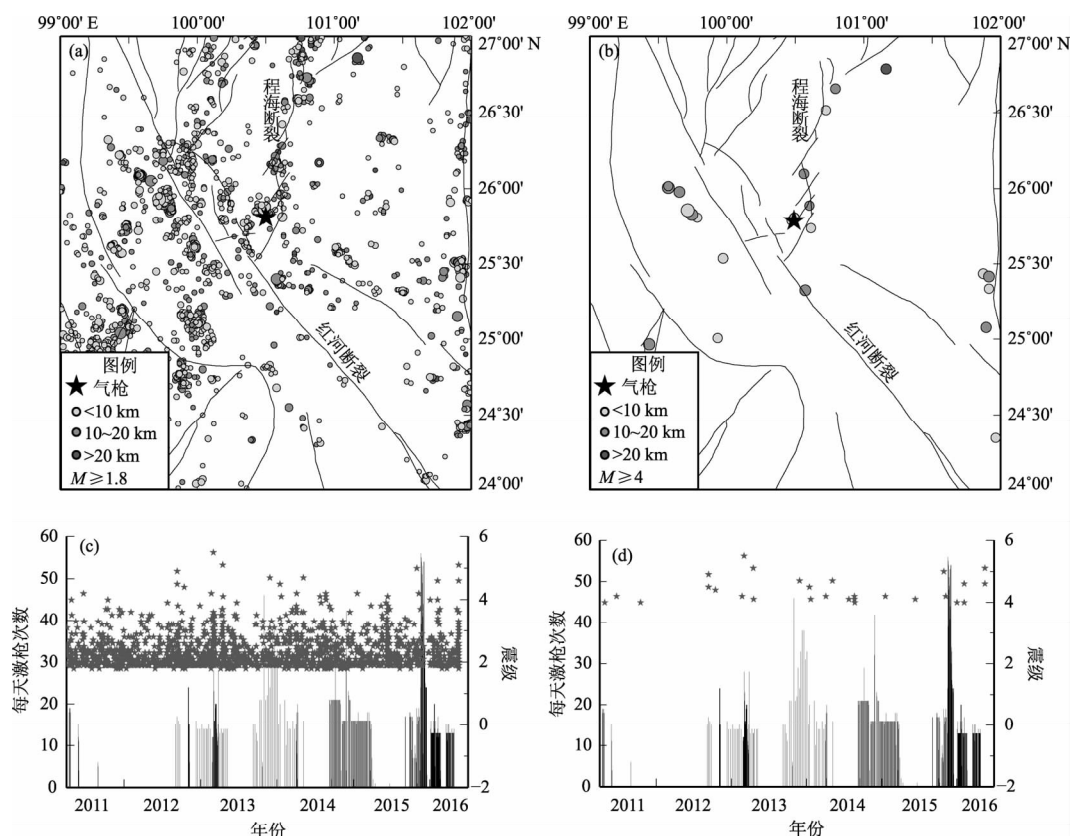 99°00' E
100°00'
101°00'
102°00'
(a)
27°00' N
程海断裂
26°30'
26°00'
25°30'
红河断裂
25°00'
图例
气枪
<10 km
10~20 km
>20 km
M≥1.8
24°30'
24°00'
99°00' E
100°00'
101°00'
102°00'
(b)
27°00' N
程海断裂
26°30'
26°00'
25°30'
红河断裂
25°00'
图例
气枪
<10 km
10~20 km
>20 km
M≥4
24°30'
24°00'
(c)
每天激枪次数
60
50
40
30
20
10
0
6
4
2
0
−2
震级
2011
2012
2013
2014
2015
2016
年份
(d)
每天激枪次数
60
50
40
30
20
10
0
6
4
2
0
−2
震级
2011
2012
2013
2014
2015
2016
年份